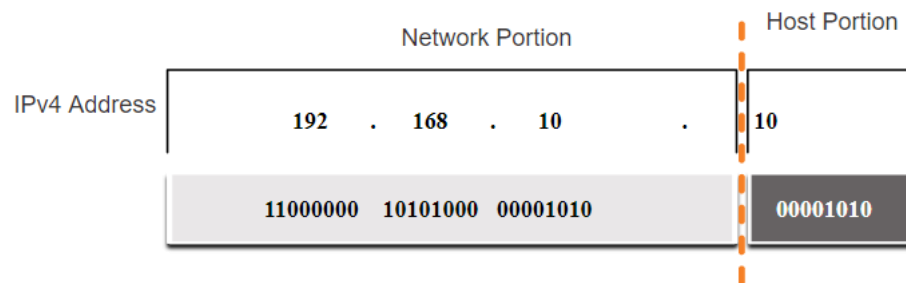 Network Portion
Host Portion
IPv4 Address
192 . 168 . 10 . 10
11000000 10101000 00001010 00001010